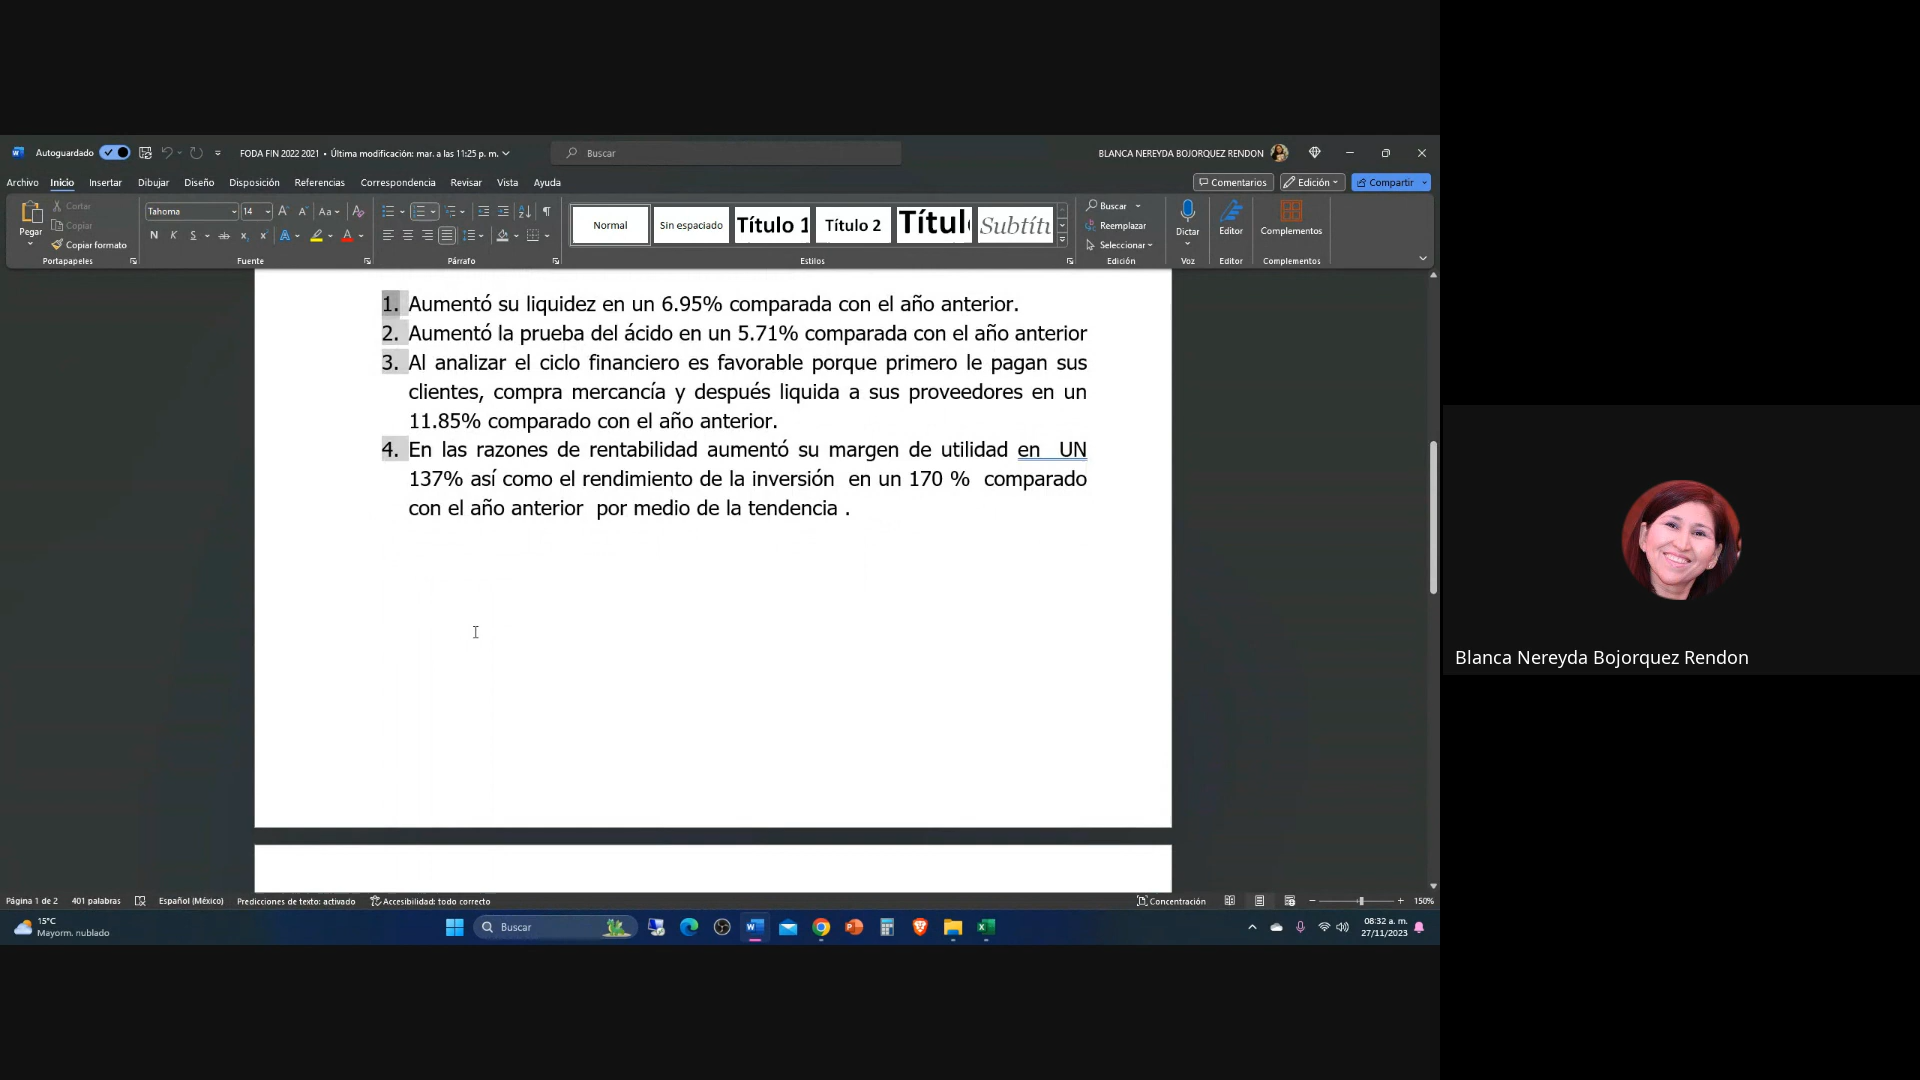 Autoguardado
FODA FIN 2022 2021 • Última modificación: mar. a las 11:25 p. m.
Buscar
BLANCA NEREYDA BOJORQUEZ RENDON
Archivo Inicio Insertar Dibujar Diseño Disposición Referencias Correspondencia Revisar Vista Ayuda
Comentarios Edición Compartir
Pegar
Cortar
Copiar
Copiar formato
Portapapeles
Tahoma 14
N K S ab x x A A
Fuente
Párrafo
Normal Sin espaciado Título 1 Título 2 Títul Subtítu
Estilos
Buscar
Reemplazar
Seleccionar
Edición
Dictar
Voz
Editor
Editor
Complementos
Complementos
1. Aumentó su liquidez en un 6.95% comparada con el año anterior.
2. Aumentó la prueba del ácido en un 5.71% comparada con el año anterior
3. Al analizar el ciclo financiero es favorable porque primero le pagan sus
clientes, compra mercancía y después liquida a sus proveedores en un
11.85% comparado con el año anterior.
4. En las razones de rentabilidad aumentó su margen de utilidad en UN
137% así como el rendimiento de la inversión en un 170 % comparado
con el año anterior por medio de la tendencia .
Blanca Nereyda Bojorquez Rendon
Página 1 de 2 401 palabras Español (México) Predicciones de texto: activado Accesibilidad: todo correcto
Concentración
150%
15°C
Mayorm. nublado
Buscar
08:32 a. m.
27/11/2023